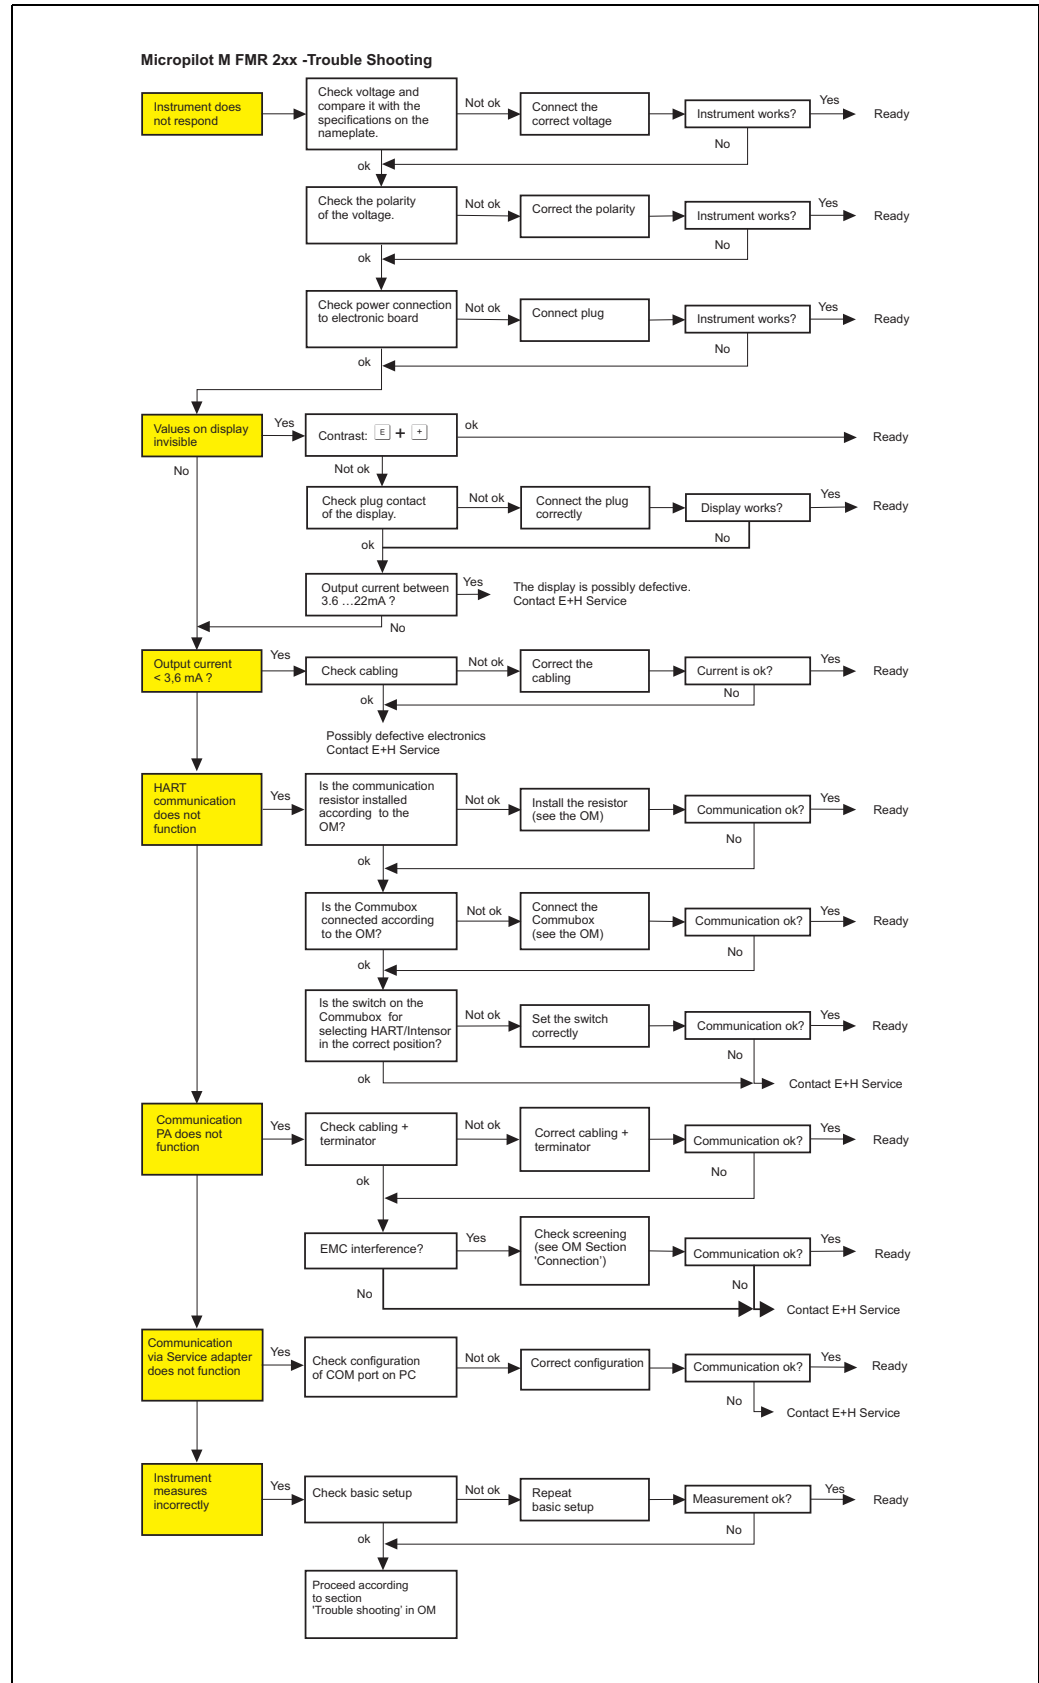 Micropilot M FMR 2xx -Trouble Shooting
Instrument does
not respond
Check voltage and
compare it with the
specifications on the
nameplate.
Not ok
Connect the
correct voltage
Instrument works?
Yes
Ready
No
ok
Check the polarity
of the voltage.
Not ok
Correct the polarity
Instrument works?
Yes
Ready
No
ok
Check power connection
to electronic board
Not ok
Connect plug
Instrument works?
Yes
Ready
No
ok
Values on display
invisible
Yes
Contrast: E + +
ok
Ready
No
Not ok
Check plug contact
of the display.
Not ok
Connect the plug
correctly
Display works?
Yes
Ready
No
ok
Output current between
3.6 ...22mA ?
Yes
The display is possibly defective.
Contact E+H Service
No
Output current
< 3,6 mA ?
Yes
Check cabling
Not ok
Correct the
cabling
Current is ok?
Yes
Ready
No
ok
Possibly defective electronics
Contact E+H Service
HART
communication
does not
function
Yes
Is the communication
resistor installed
according to the
OM?
Not ok
Install the resistor
(see the OM)
Communication ok?
Yes
Ready
No
ok
Is the Commubox
connected according
to the OM?
Not ok
Connect the
Commubox
(see the OM)
Communication ok?
Yes
Ready
No
ok
Is the switch on the
Commubox for
selecting HART/Intensor
in the correct position?
Not ok
Set the switch
correctly
Communication ok?
Yes
Ready
No
ok
Contact E+H Service
Communication
PA does not
function
Yes
Check cabling +
terminator
Not ok
Correct cabling +
terminator
Communication ok?
Yes
Ready
No
ok
EMC interference?
Yes
Check screening
(see OM Section
'Connection')
Communication ok?
Yes
Ready
No
No
Contact E+H Service
Communication
via Service adapter
does not function
Yes
Check configuration
of COM port on PC
Not ok
Correct configuration
Communication ok?
Yes
Ready
No
Contact E+H Service
Instrument
measures
incorrectly
Yes
Check basic setup
Not ok
Repeat
basic setup
Measurement ok?
Yes
Ready
No
ok
Proceed according
to section
'Trouble shooting' in OM